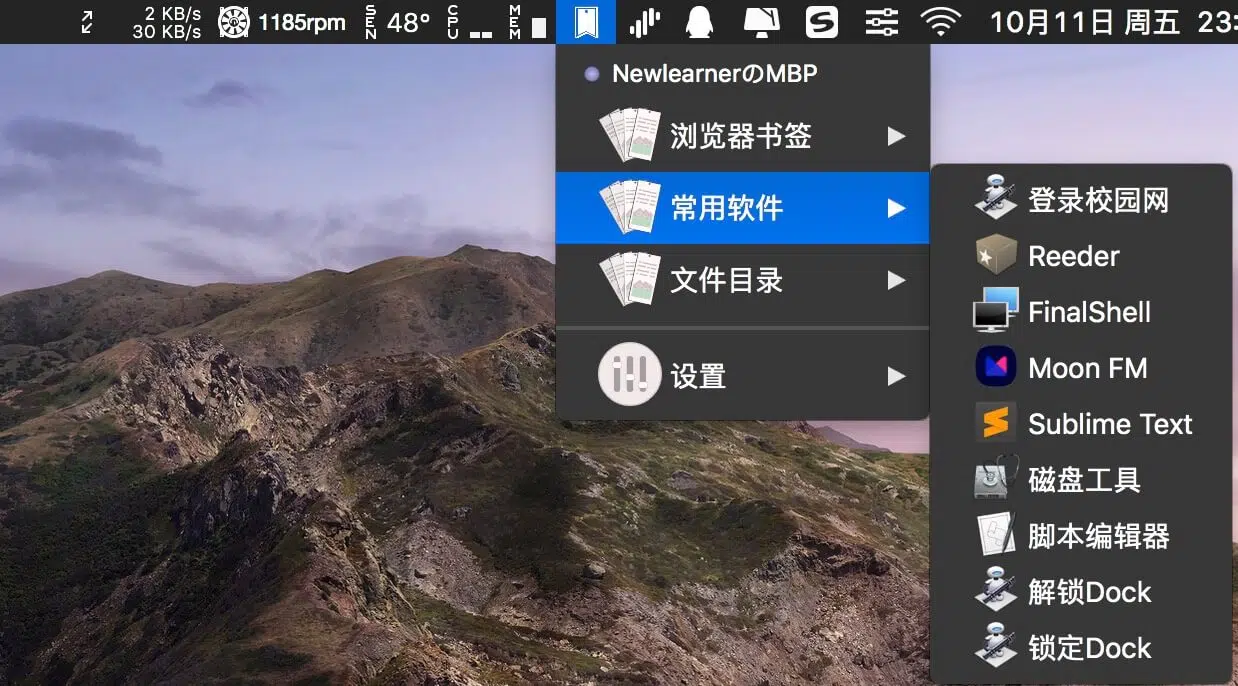 2 KB/s
30 KB/s
1185rpm
SEN
48°
CPU
MEM
10月11日 周五 23:
NewlearnerのMBP
浏览器书签
常用软件
文件目录
设置
登录校园网
Reeder
FinalShell
Moon FM
Sublime Text
磁盘工具
脚本编辑器
解锁Dock
锁定Dock